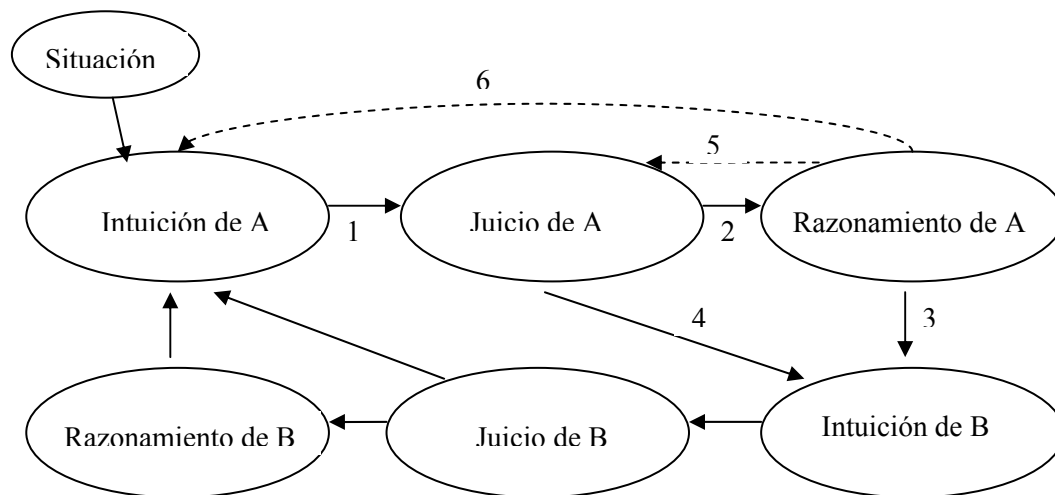 Situación
6
5
Intuición de A
1
Juicio de A
2
Razonamiento de A
4
3
Razonamiento de B
Juicio de B
Intuición de B